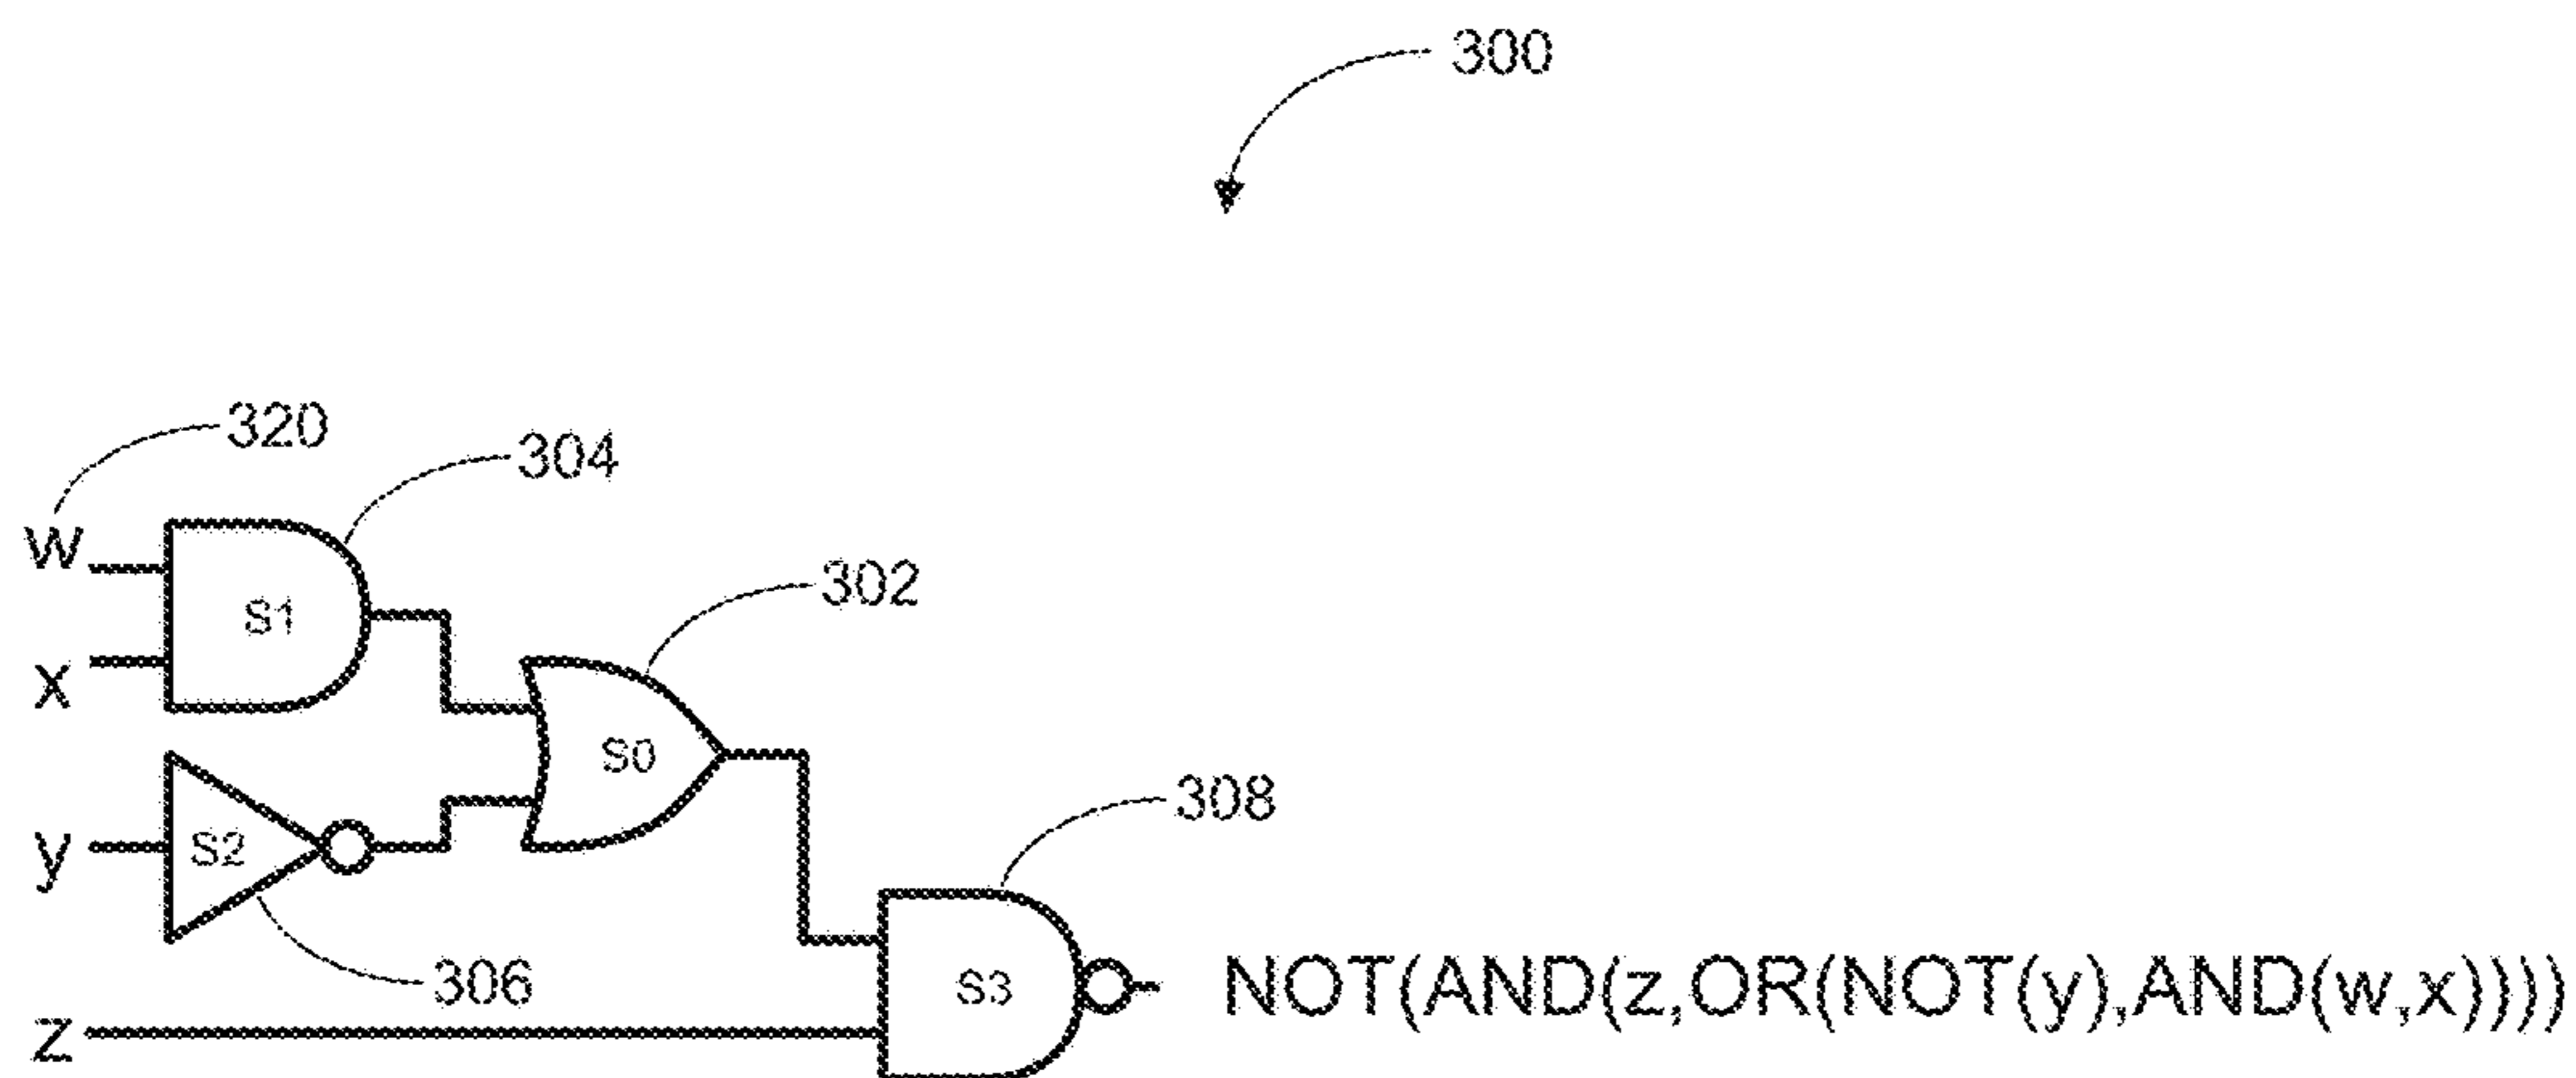 300
320
304
w
302
S1
x
S0
308
y
S2
306
S3
NOT(AND(z,OR(NOT(y),AND(w,x))))
z